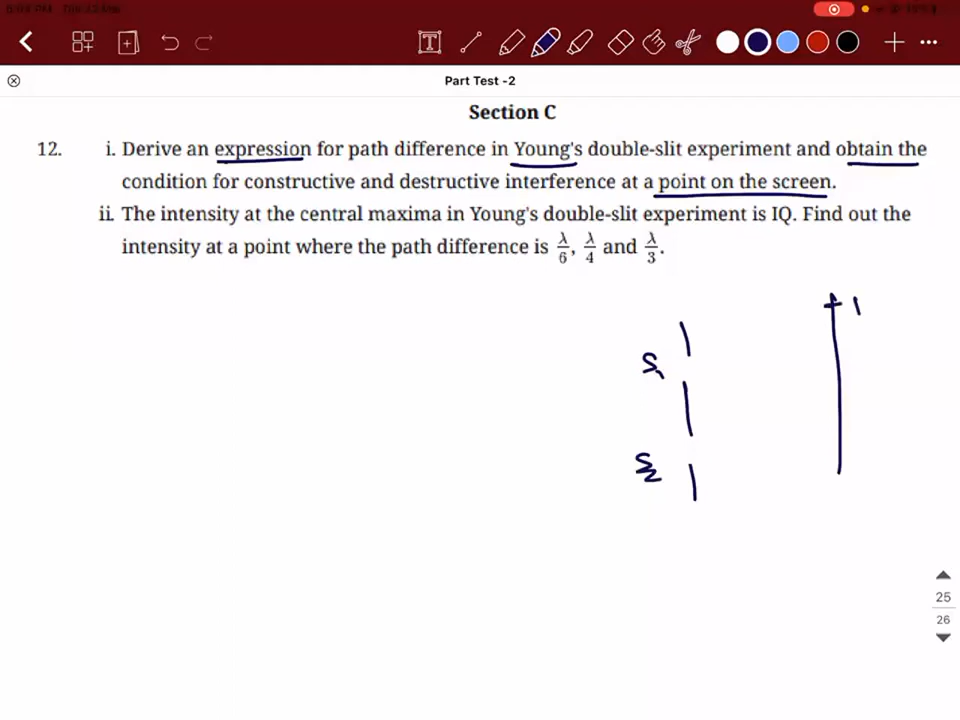 Part Test -2
Section C
12. i. Derive an expression for path difference in Young's double-slit experiment and obtain the
condition for constructive and destructive interference at a point on the screen.
ii. The intensity at the central maxima in Young's double-slit experiment is IQ. Find out the
intensity at a point where the path difference is λ/6, λ/4 and λ/3.
S1
S2
25
26